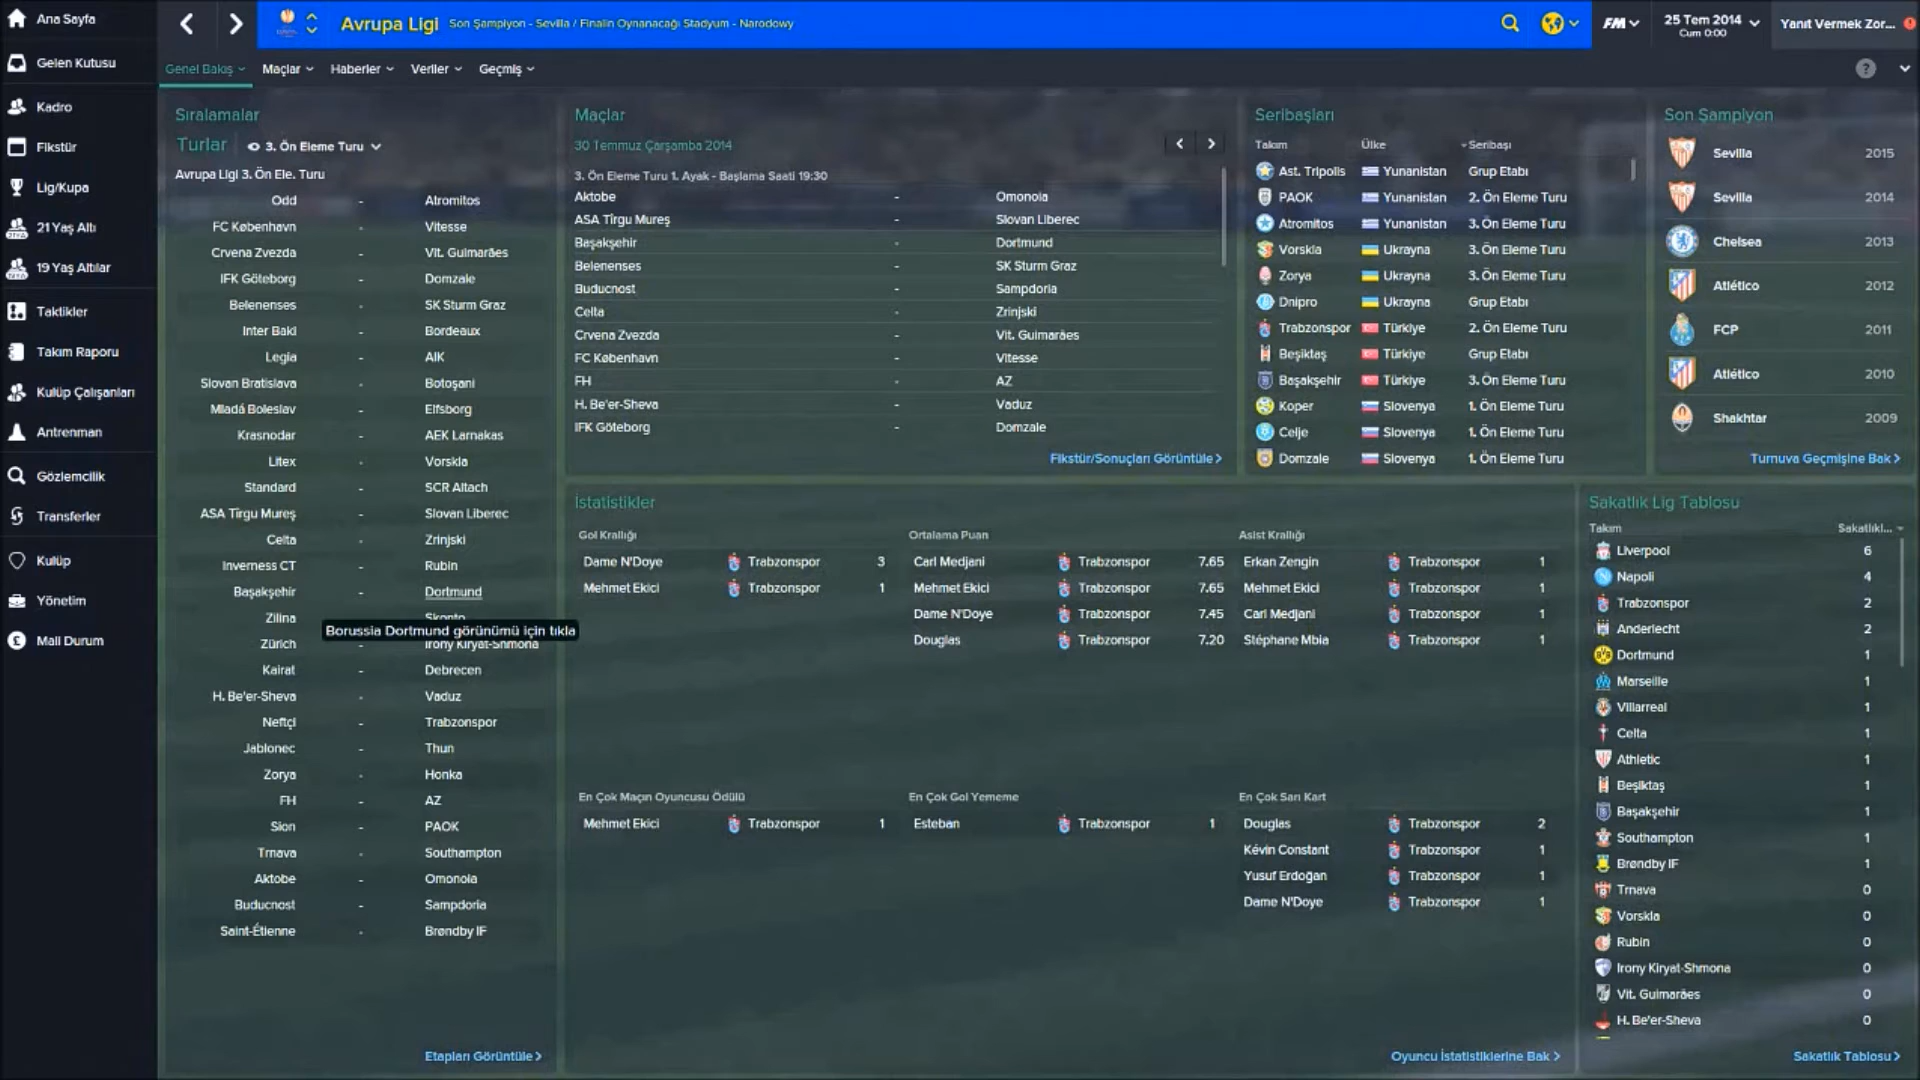 Ana Sayfa
Gelen Kutusu
Kadro
Fikstür
Lig/Kupa
21 Yaş Altı
19 Yaş Altılar
Taktikler
Takım Raporu
Kulüp Çalışanları
Antrenman
Gözlemcilik
Transferler
Kulüp
Yönetim
Mali Durum
Avrupa Ligi Son Şampiyon - Sevilla / Finalin Oynanacağı Stadyum - Narodowy
FM
25 Tem 2014
Cum 0:00
Yanıt Vermek Zor...
Genel Bakış Maçlar Haberler Veriler Geçmiş
Sıralamalar
Turlar 3. Ön Eleme Turu
Avrupa Ligi 3. Ön Ele. Turu
Odd - Atromitos
FC København - Vitesse
Crvena Zvezda - Vit. Guimarães
IFK Göteborg - Domzale
Belenenses - SK Sturm Graz
Inter Baki - Bordeaux
Legia - AIK
Slovan Bratislava - Botoşani
Mladá Boleslav - Elfsborg
Krasnodar - AEK Larnakas
Litex - Vorskla
Standard - SCR Altach
ASA Tîrgu Mureş - Slovan Liberec
Celta - Zrinjski
Inverness CT - Rubin
Başakşehir - Dortmund
Zilina - Skonto
Borussia Dortmund görünümü için tıkla
Zürich - Irony Kiryat-Shmona
Kairat - Debrecen
H. Be'er-Sheva - Vaduz
Neftçi - Trabzonspor
Jablonec - Thun
Zorya - Honka
FH - AZ
Sion - PAOK
Trnava - Southampton
Aktobe - Omonoia
Buducnost - Sampdoria
Saint-Étienne - Brøndby IF
Etapları Görüntüle >
Maçlar
30 Temmuz Çarşamba 2014
3. Ön Eleme Turu 1. Ayak - Başlama Saati 19:30
Aktobe - Omonoia
ASA Tîrgu Mureş - Slovan Liberec
Başakşehir - Dortmund
Belenenses - SK Sturm Graz
Buducnost - Sampdoria
Celta - Zrinjski
Crvena Zvezda - Vit. Guimarães
FC København - Vitesse
FH - AZ
H. Be'er-Sheva - Vaduz
IFK Göteborg - Domzale
Fikstür/Sonuçları Görüntüle >
Seribaşları
Takım Ülke Seribaşı
Ast. Tripolis Yunanistan Grup Etabı
PAOK Yunanistan 2. Ön Eleme Turu
Atromitos Yunanistan 3. Ön Eleme Turu
Vorskla Ukrayna 3. Ön Eleme Turu
Zorya Ukrayna 3. Ön Eleme Turu
Dnipro Ukrayna Grup Etabı
Trabzonspor Türkiye 2. Ön Eleme Turu
Beşiktaş Türkiye Grup Etabı
Başakşehir Türkiye 3. Ön Eleme Turu
Koper Slovenya 1. Ön Eleme Turu
Celje Slovenya 1. Ön Eleme Turu
Domzale Slovenya 1. Ön Eleme Turu
Son Şampiyon
Sevilla 2015
Sevilla 2014
Chelsea 2013
Atlético 2012
FCP 2011
Atlético 2010
Shakhtar 2009
Turnuva Geçmişine Bak >
İstatistikler
Gol Krallığı
Dame N'Doye Trabzonspor 3
Mehmet Ekici Trabzonspor 1
Ortalama Puan
Carl Medjani Trabzonspor 7.65
Mehmet Ekici Trabzonspor 7.65
Dame N'Doye Trabzonspor 7.45
Douglas Trabzonspor 7.20
Asist Krallığı
Erkan Zengin Trabzonspor 1
Mehmet Ekici Trabzonspor 1
Carl Medjani Trabzonspor 1
Stéphane Mbia Trabzonspor 1
En Çok Maçın Oyuncusu Ödülü
Mehmet Ekici Trabzonspor 1
En Çok Gol Yememe
Esteban Trabzonspor 1
En Çok Sarı Kart
Douglas Trabzonspor 2
Kévin Constant Trabzonspor 1
Yusuf Erdoğan Trabzonspor 1
Dame N'Doye Trabzonspor 1
Oyuncu İstatistiklerine Bak >
Sakatlık Lig Tablosu
Takım Sakatlıkl...
Liverpool 6
Napoli 4
Trabzonspor 2
Anderlecht 2
Dortmund 1
Marseille 1
Villarreal 1
Celta 1
Athletic 1
Beşiktaş 1
Başakşehir 1
Southampton 1
Brøndby IF 1
Trnava 0
Vorskla 0
Rubin 0
Irony Kiryat-Shmona 0
Vit. Guimarães 0
H. Be'er-Sheva 0
Sakatlık Tablosu >